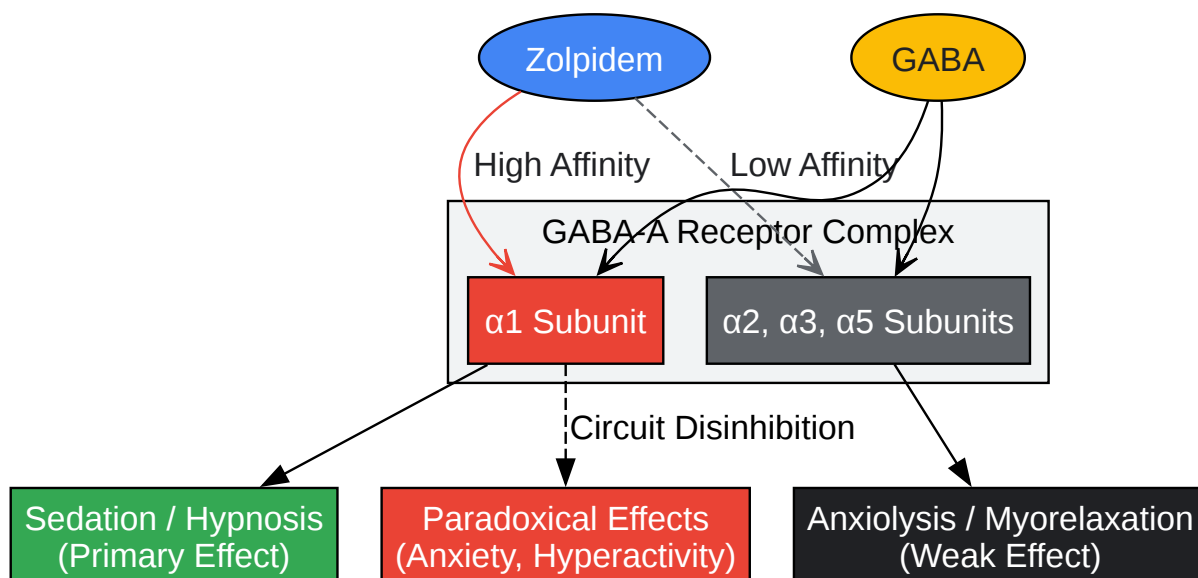 Zolpidem
GABA
High Affinity
Low Affinity
GABA-A Receptor Complex
α1 Subunit
α2, α3, α5 Subunits
Circuit Disinhibition
Sedation / Hypnosis
(Primary Effect)
Paradoxical Effects
(Anxiety, Hyperactivity)
Anxiolysis / Myorelaxation
(Weak Effect)